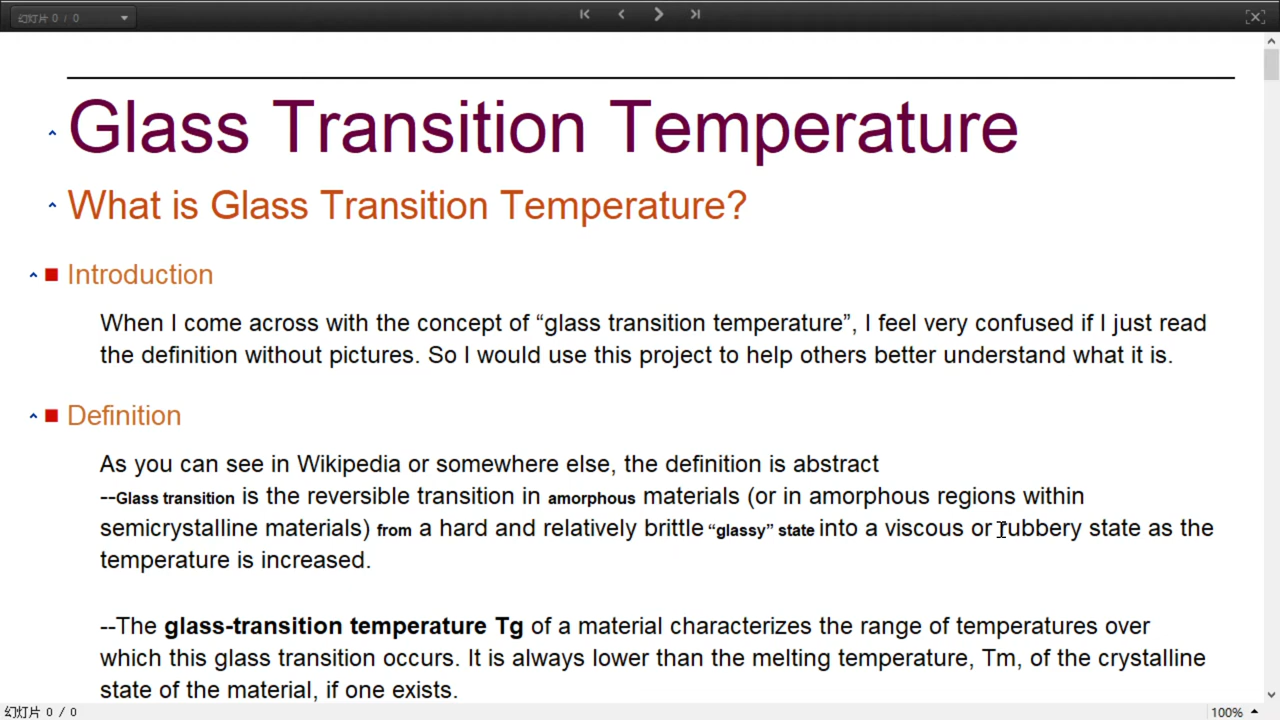 幻灯片 0 / 0
Glass Transition Temperature
What is Glass Transition Temperature?
Introduction
When I come across with the concept of “glass transition temperature”, I feel very confused if I just read
the definition without pictures. So I would use this project to help others better understand what it is.
Definition
As you can see in Wikipedia or somewhere else, the definition is abstract
--Glass transition is the reversible transition in amorphous materials (or in amorphous regions within
semicrystalline materials) from a hard and relatively brittle “glassy” state into a viscous or rubbery state as the
temperature is increased.
--The glass-transition temperature Tg of a material characterizes the range of temperatures over
which this glass transition occurs. It is always lower than the melting temperature, Tm, of the crystalline
state of the material, if one exists.
幻灯片 0 / 0
100%